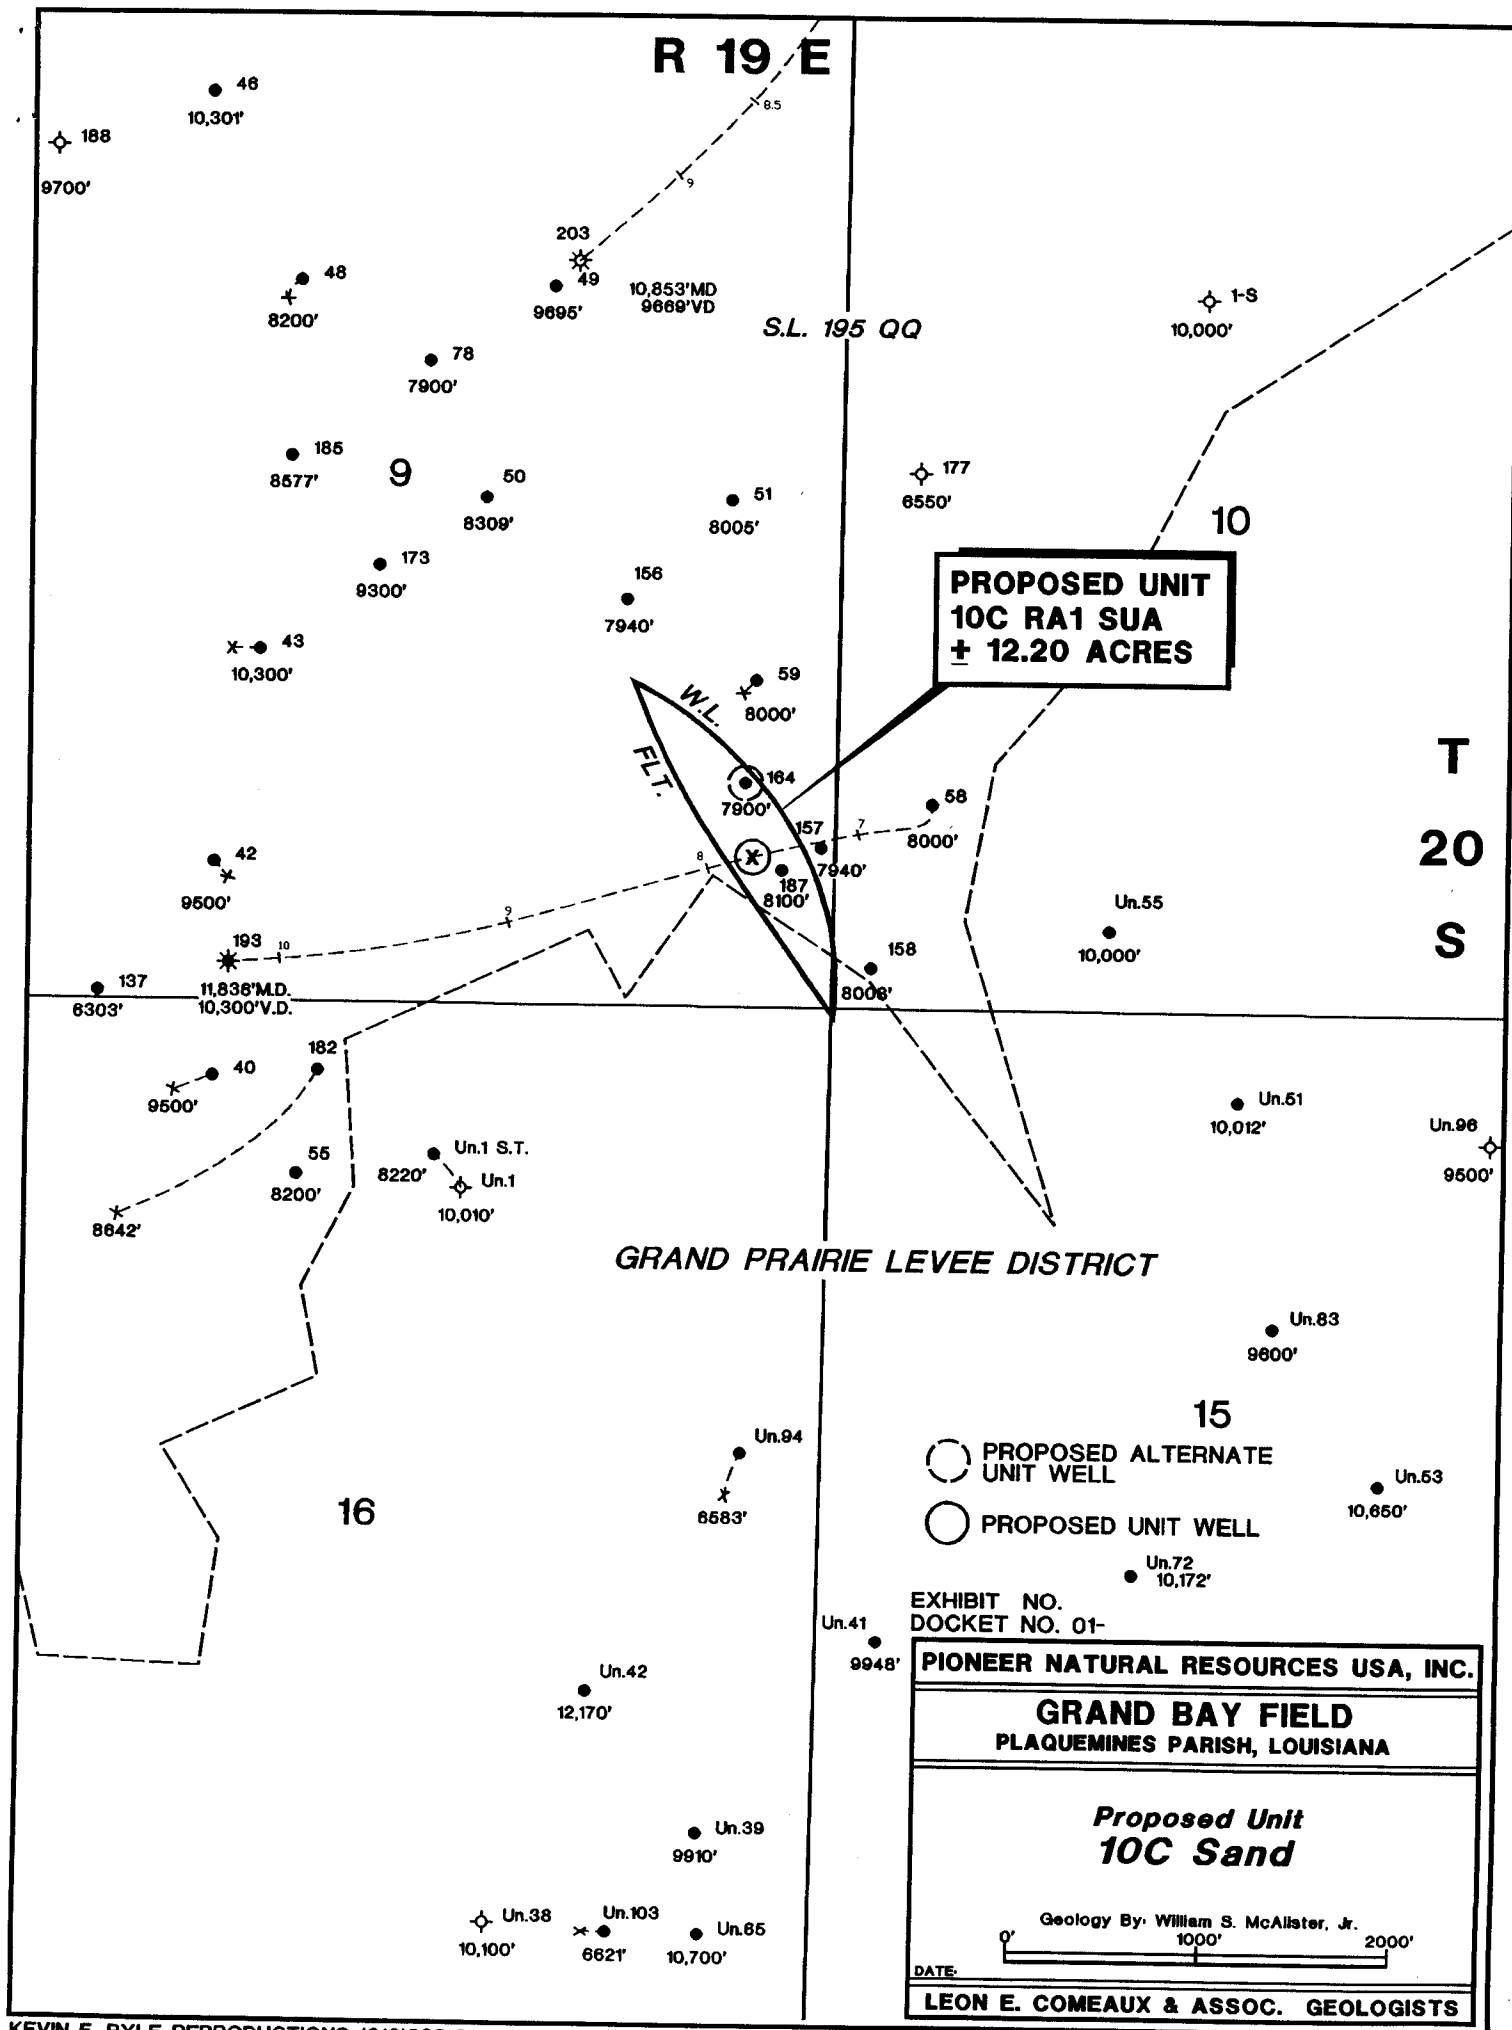 R 19 E
46
10,301'
188
9700'
8.5
9
203
49
9695'
10,853'MD
9669'VD
48
8200'
S.L. 195 QQ
1-S
10,000'
78
7900'
185
8577'
9
50
8309'
51
8005'
177
6550'
10
173
9300'
156
7940'
PROPOSED UNIT
10C RA1 SUA
± 12.20 ACRES
43
10,300'
59
8000'
W.L.
FLT.
T
20
S
164
7900'
157
7940'
7
58
8000'
8
187
8100'
42
9500'
9
10
193
11,836'M.D.
10,300'V.D.
137
6303'
158
8008'
Un.55
10,000'
182
40
9500'
55
8200'
8642'
Un.1 S.T.
8220'
Un.1
10,010'
Un.51
10,012'
Un.96
9500'
GRAND PRAIRIE LEVEE DISTRICT
Un.83
9600'
15
Un.94
6583'
16
PROPOSED ALTERNATE
UNIT WELL
PROPOSED UNIT WELL
Un.53
10,650'
Un.72
10,172'
EXHIBIT NO.
DOCKET NO. 01-
Un.41
9948'
Un.42
12,170'
PIONEER NATURAL RESOURCES USA, INC.
GRAND BAY FIELD
PLAQUEMINES PARISH, LOUISIANA
Proposed Unit
10C Sand
Un.39
9910'
Un.38
10,100'
Un.103
6621'
Un.65
10,700'
Geology By: William S. McAlister, Jr.
0' 1000' 2000'
DATE:
LEON E. COMEAUX & ASSOC. GEOLOGISTS